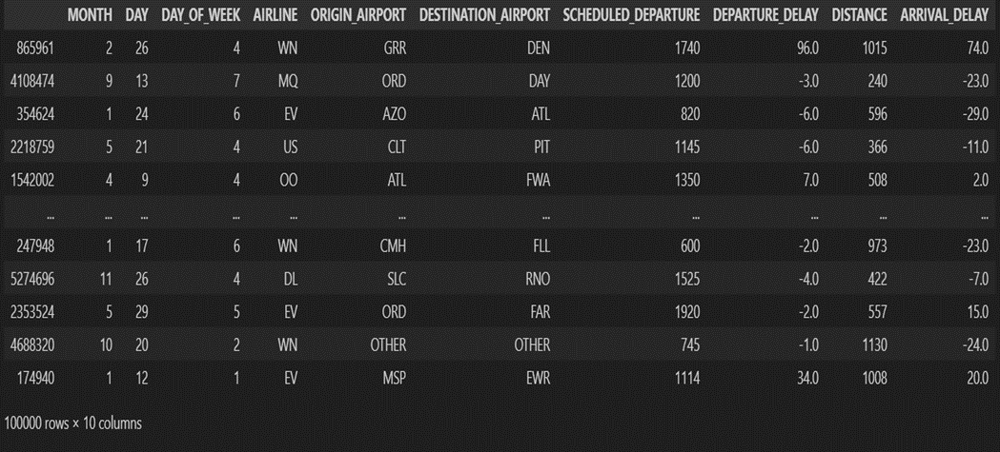 MONTH DAY DAY_OF_WEEK AIRLINE ORIGIN_AIRPORT DESTINATION_AIRPORT SCHEDULED_DEPARTURE DEPARTURE_DELAY DISTANCE ARRIVAL_DELAY
865961 2 26 4 WN GRR DEN 1740 96.0 1015 74.0
4108474 9 13 7 MQ ORD DAY 1200 -3.0 240 -23.0
354624 1 24 6 EV AZO ATL 820 -6.0 596 -29.0
2218759 5 21 4 US CLT PIT 1145 -6.0 366 -11.0
1542002 4 9 4 OO ATL FWA 1350 7.0 508 2.0
... ... ... ... ... ... ... ... ... ... ...
247948 1 17 6 WN CMH FLL 600 -2.0 973 -23.0
5274696 11 26 4 DL SLC RNO 1525 -4.0 422 -7.0
2353524 5 29 5 EV ORD FAR 1920 -2.0 557 15.0
4688320 10 20 2 WN OTHER OTHER 745 -1.0 1130 -24.0
174940 1 12 1 EV MSP EWR 1114 34.0 1008 20.0
100000 rows × 10 columns